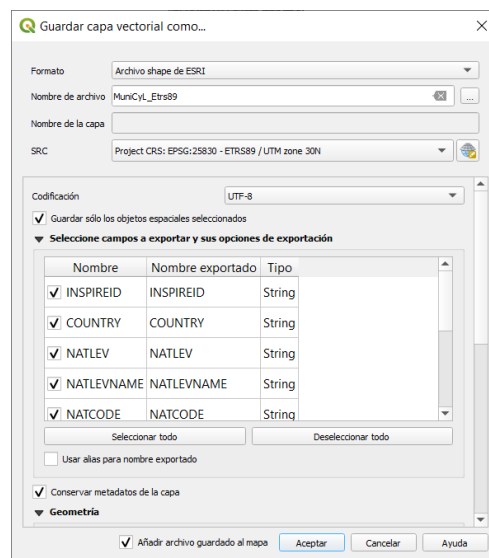 Guardar capa vectorial como...
Formato Archivo shape de ESRI
Nombre de archivo MuniCyL_Etrs89 ...
Nombre de la capa
SRC Project CRS: EPSG:25830 - ETRS89 / UTM zone 30N
Codificación UTF-8
Guardar sólo los objetos espaciales seleccionados
Seleccione campos a exportar y sus opciones de exportación
Nombre Nombre exportado Tipo
INSPIREID INSPIREID String
COUNTRY COUNTRY String
NATLEV NATLEV String
NATLEVNAME NATLEVNAME String
NATCODE NATCODE String
Seleccionar todo Deseleccionar todo
Usar alias para nombre exportado
Conservar metadatos de la capa
Geometría
Añadir archivo guardado al mapa Aceptar Cancelar Ayuda